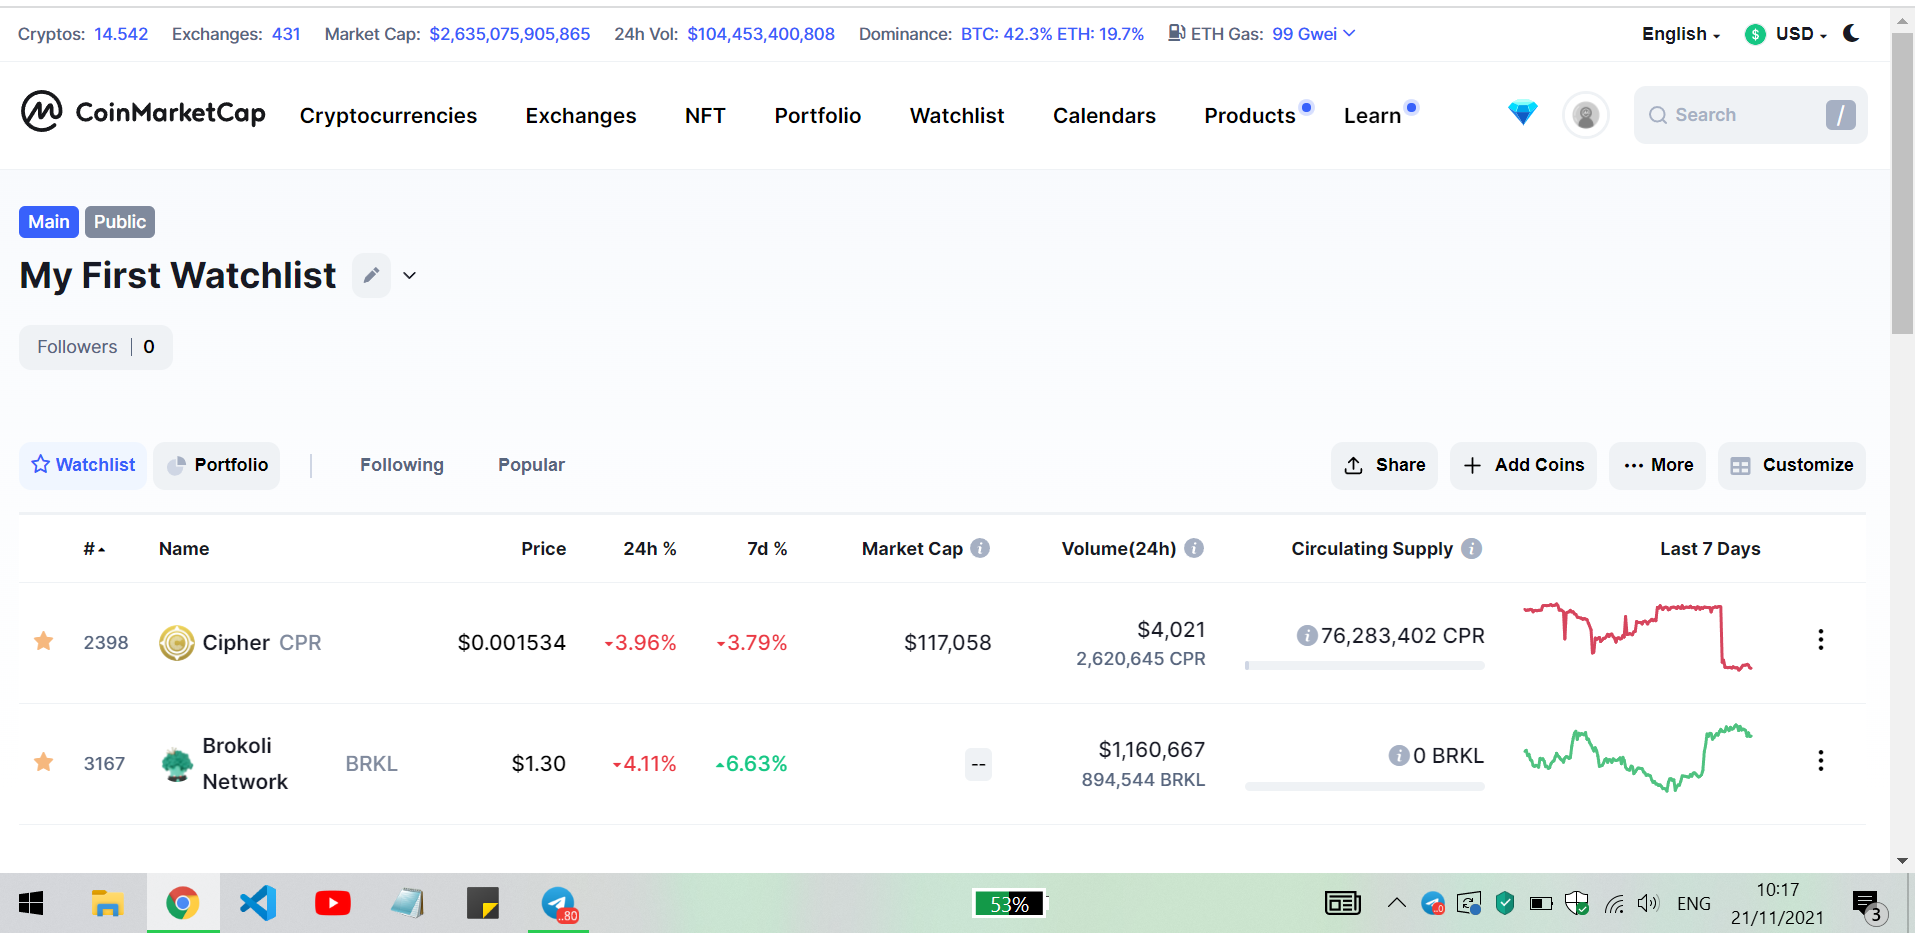 Cryptos: 14.542 Exchanges: 431 Market Cap: $2,635,075,905,865 24h Vol: $104,453,400,808 Dominance: BTC: 42.3% ETH: 19.7% ETH Gas: 99 Gwei English $ USD
CoinMarketCap Cryptocurrencies Exchanges NFT Portfolio Watchlist Calendars Products Learn Search /
Main Public
My First Watchlist
Followers | 0
Watchlist Portfolio Following Popular Share + Add Coins ... More Customize
# Name Price 24h % 7d % Market Cap i Volume(24h) i Circulating Supply i Last 7 Days
2398 Cipher CPR $0.001534 3.96% 3.79% $117,058 $4,021 i 76,283,402 CPR
2,620,645 CPR
3167 Brokoli Network BRKL $1.30 4.11% 6.63% -- $1,160,667 i 0 BRKL
894,544 BRKL
..80 53% ..0 ENG 10:17
21/11/2021 3